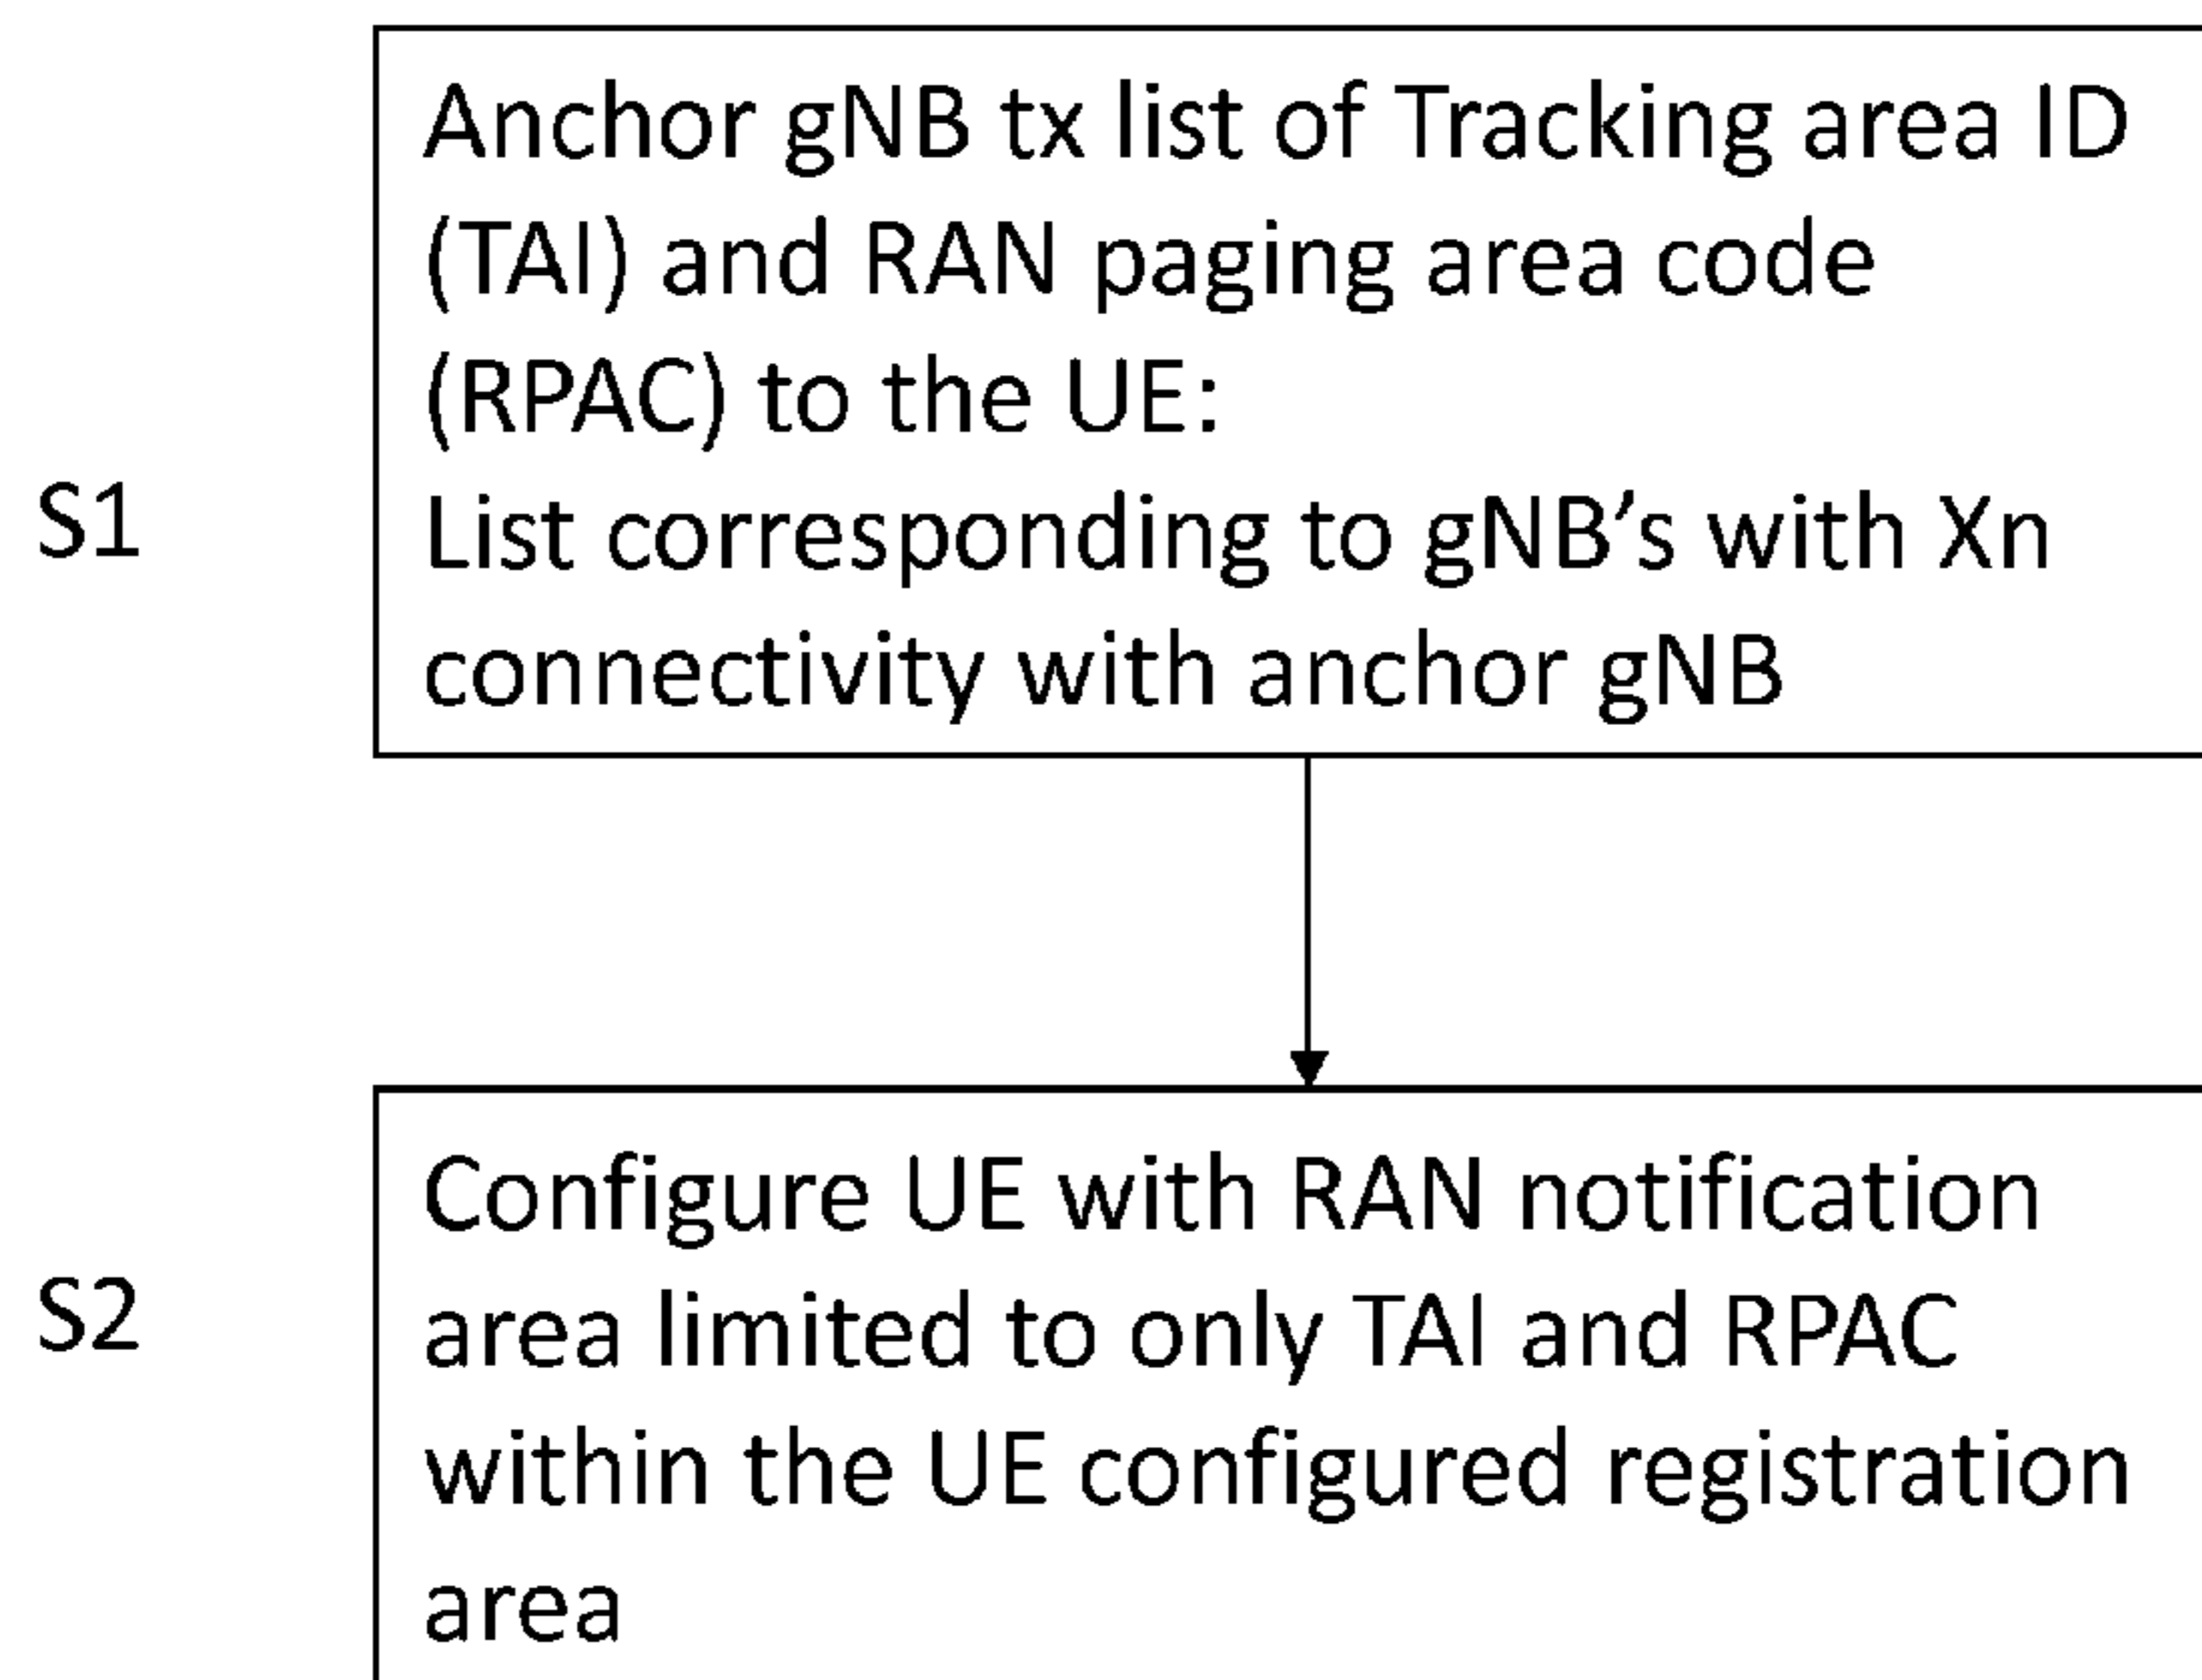 Anchor gNB tx list of Tracking area ID
(TAI) and RAN paging area code
(RPAC) to the UE:
S1
List corresponding to gNB’s with Xn
connectivity with anchor gNB
Configure UE with RAN notification
S2
area limited to only TAI and RPAC
within the UE configured registration
area